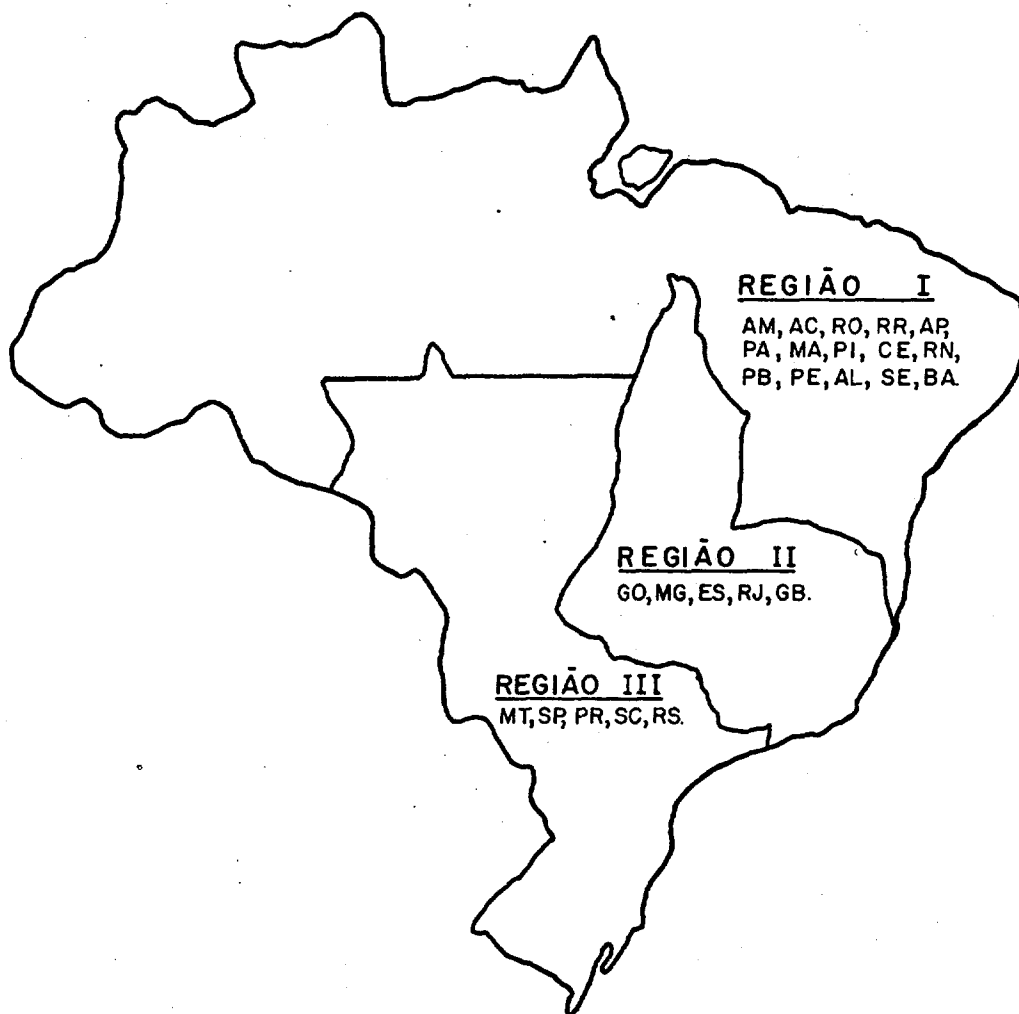 REGIÃO I
AM, AC, RO, RR, AP,
PA, MA, PI, CE, RN,
PB, PE, AL, SE, BA.
REGIÃO II
GO, MG, ES, RJ, GB.
REGIÃO III
MT, SP, PR, SC, RS.